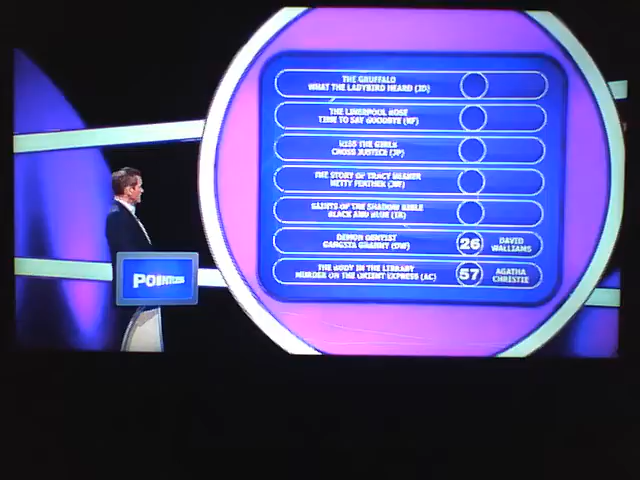 THE GRUFFALO
WHAT THE LADYBIRD HEARD (JD)
THE LIVERPOOL ROSE
TIME TO SAY GOODBYE (KF)
KISS THE GIRLS
CROSS JUSTICE (JP)
THE STORY OF TRACY BEAKER
HETTY FEATHER (JW)
SAINTS OF THE SHADOW BIBLE
BLACK AND BLUE (IR)
DEMON DENTIST
GANGSTA GRANNY (DW)
26
DAVID
WALLIAMS
THE BODY IN THE LIBRARY
MURDER ON THE ORIENT EXPRESS (AC)
57
AGATHA
CHRISTIE
POINTLESS